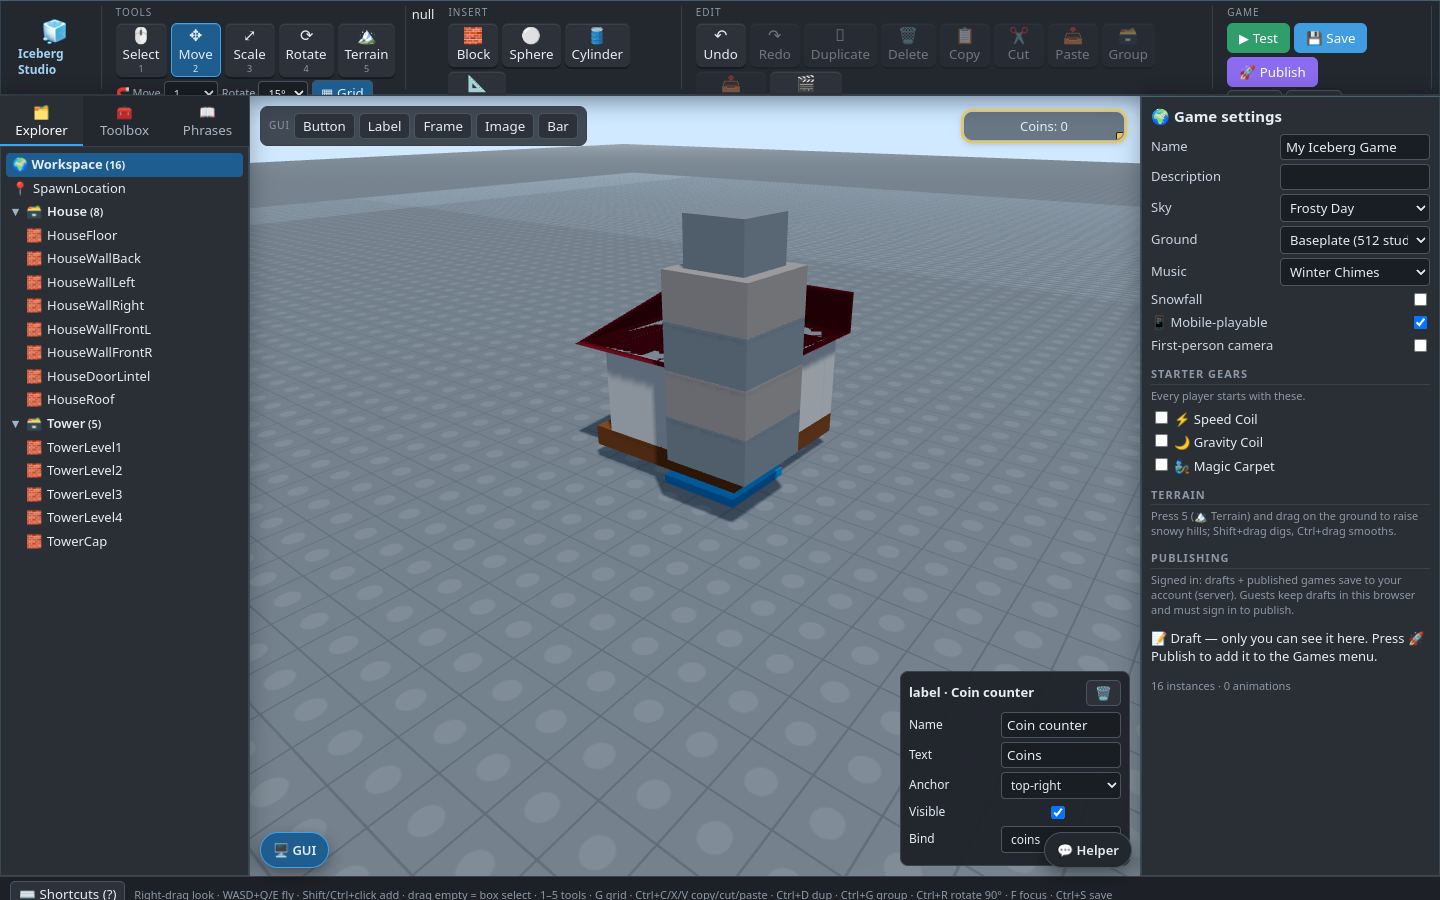 Iceberg
Studio
TOOLS
Select
1
Move
2
Scale
3
Rotate
4
Terrain
5
Move
1
Rotate
15°
Grid
null
INSERT
Block
Sphere
Cylinder
EDIT
Undo
Redo
Duplicate
Delete
Copy
Cut
Paste
Group
GAME
▶ Test
Save
Publish
Explorer
Toolbox
Phrases
Workspace (16)
SpawnLocation
House (8)
HouseFloor
HouseWallBack
HouseWallLeft
HouseWallRight
HouseWallFrontL
HouseWallFrontR
HouseDoorLintel
HouseRoof
Tower (5)
TowerLevel1
TowerLevel2
TowerLevel3
TowerLevel4
TowerCap
GUI Button Label Frame Image Bar
Coins: 0
label · Coin counter
Name Coin counter
Text Coins
Anchor top-right
Visible
Bind coins
GUI
Helper
Game settings
Name My Iceberg Game
Description
Sky Frosty Day
Ground Baseplate (512 stud
Music Winter Chimes
Snowfall
Mobile-playable
First-person camera
STARTER GEARS
Every player starts with these.
Speed Coil
Gravity Coil
Magic Carpet
TERRAIN
Press 5 (🏔️ Terrain) and drag on the ground to raise
snowy hills; Shift+drag digs, Ctrl+drag smooths.
PUBLISHING
Signed in: drafts + published games save to your
account (server). Guests keep drafts in this browser
and must sign in to publish.
📝 Draft — only you can see it here. Press 🚀
Publish to add it to the Games menu.
16 instances · 0 animations
Shortcuts (?)
Right-drag look · WASD+Q/E fly · Shift/Ctrl+click add · drag empty = box select · 1–5 tools · G grid · Ctrl+C/X/V copy/cut/paste · Ctrl+D dup · Ctrl+G group · Ctrl+R rotate 90° · F focus · Ctrl+S save